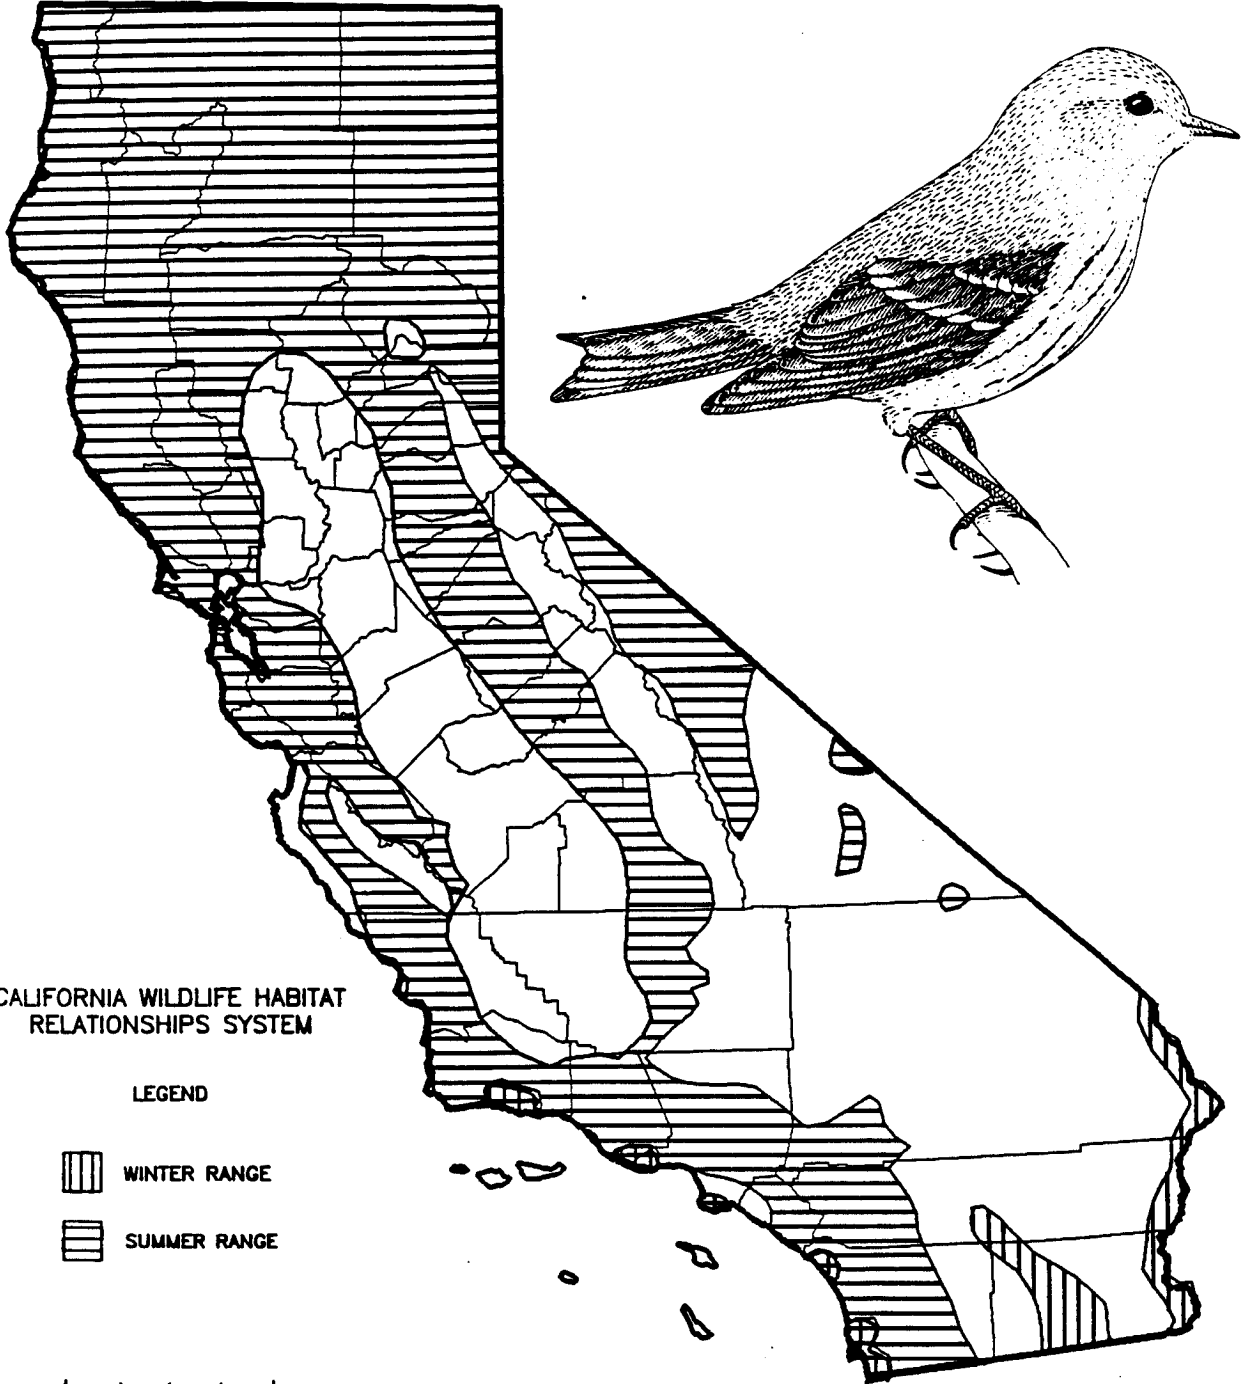 CALIFORNIA WILDLIFE HABITAT
RELATIONSHIPS SYSTEM
LEGEND
WINTER RANGE
SUMMER RANGE